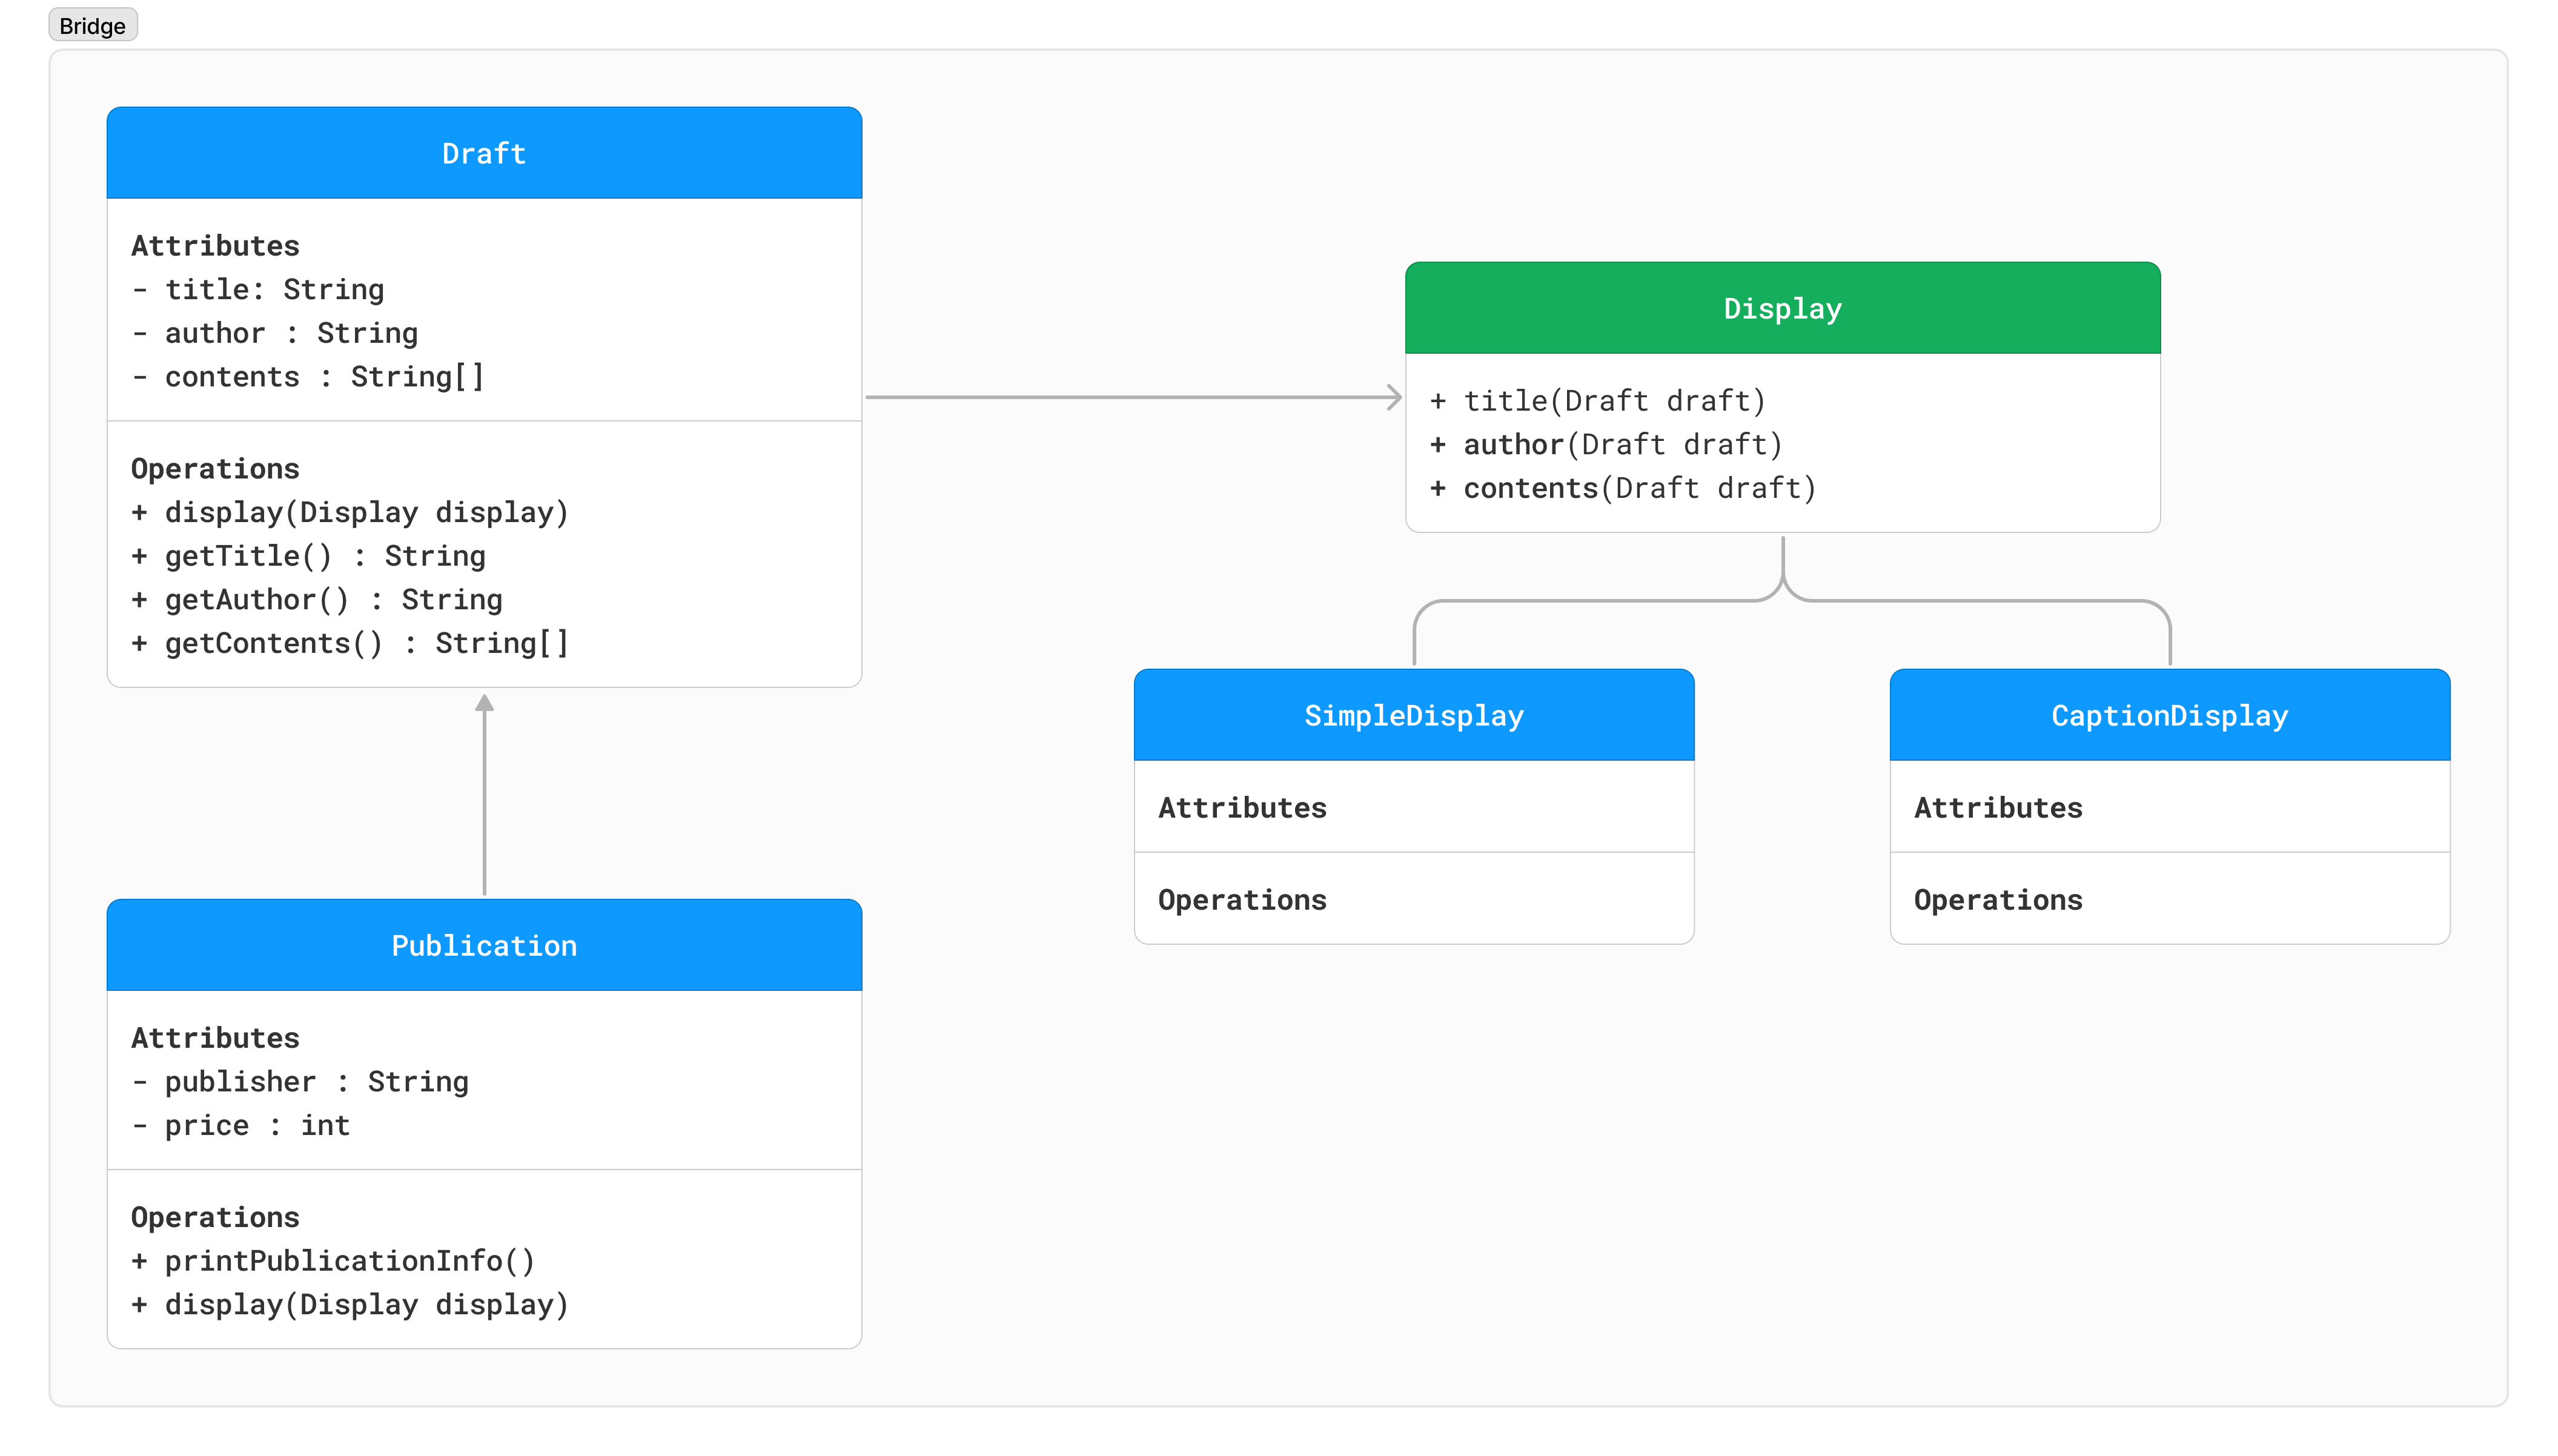 Bridge
Draft
Attributes
- title: String
- author : String
- contents : String[]
Operations
+ display(Display display)
+ getTitle() : String
+ getAuthor() : String
+ getContents() : String[]
Publication
Attributes
- publisher : String
- price : int
Operations
+ printPublicationInfo()
+ display(Display display)
Display
+ title(Draft draft)
+ author(Draft draft)
+ contents(Draft draft)
SimpleDisplay
Attributes
Operations
CaptionDisplay
Attributes
Operations